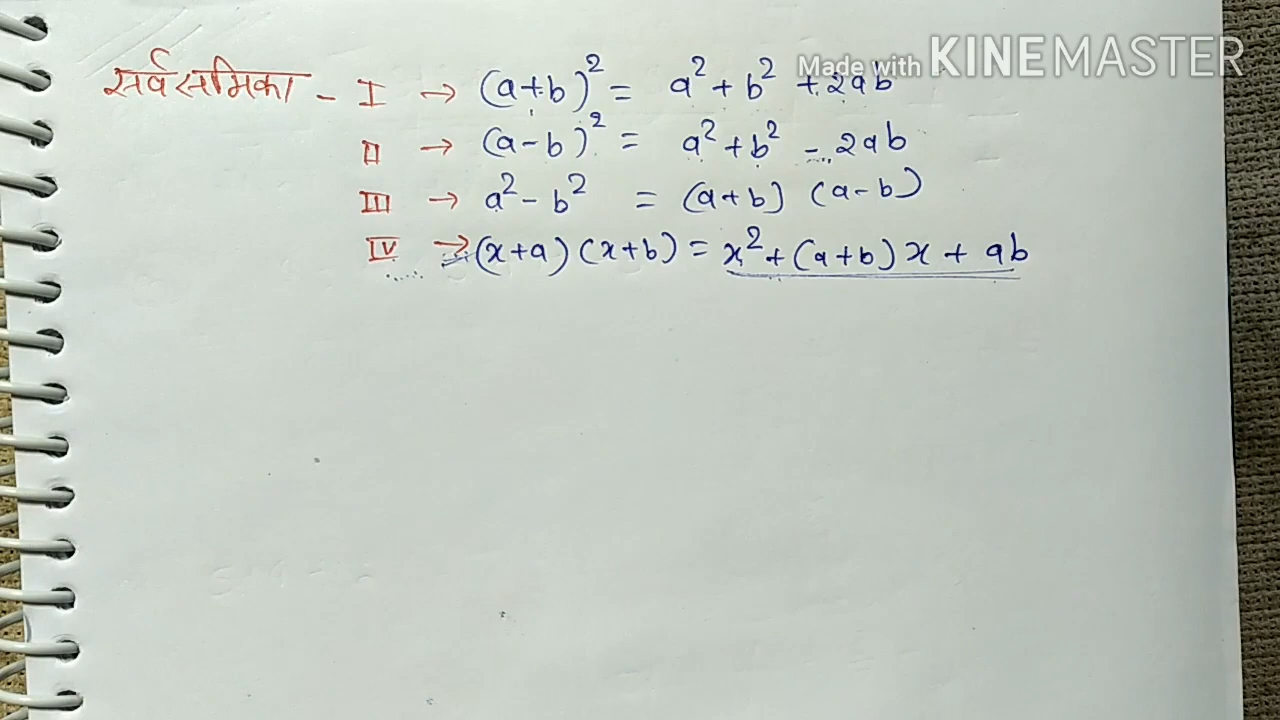 Made with KINEMASTER
सर्वसमिका - I → (a+b)² = a² + b² + 2ab
II → (a-b)² = a² + b² - 2ab
III → a² - b² = (a+b) (a-b)
IV → (x+a) (x+b) = x² + (a+b) x + ab